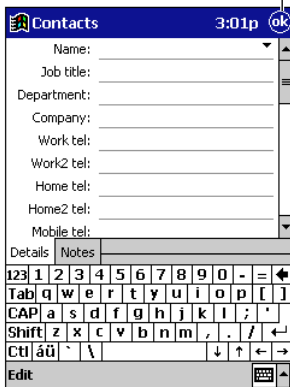 Contacts 3:01p ok
Name:
Job title:
Department:
Company:
Work tel:
Work2 tel:
Home tel:
Home2 tel:
Mobile tel:
Details Notes
123 1 2 3 4 5 6 7 8 9 0 - = 
Tab q w e r t y u i o p [ ]
CAP a s d f g h j k l ; '
Shift z x c v b n m , . / ↵
Ctl áü ` \ ↓ ↑ ← →
Edit